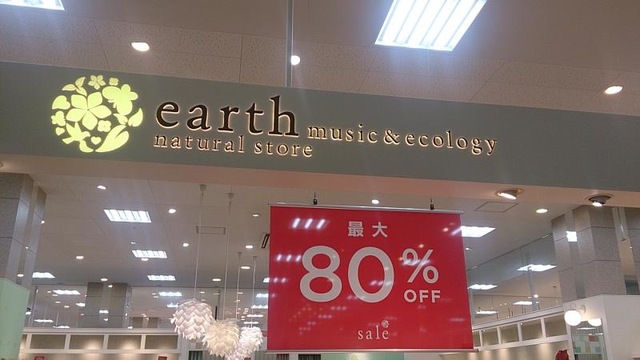 earth music&ecology
natural store
最大
80%
OFF
sale